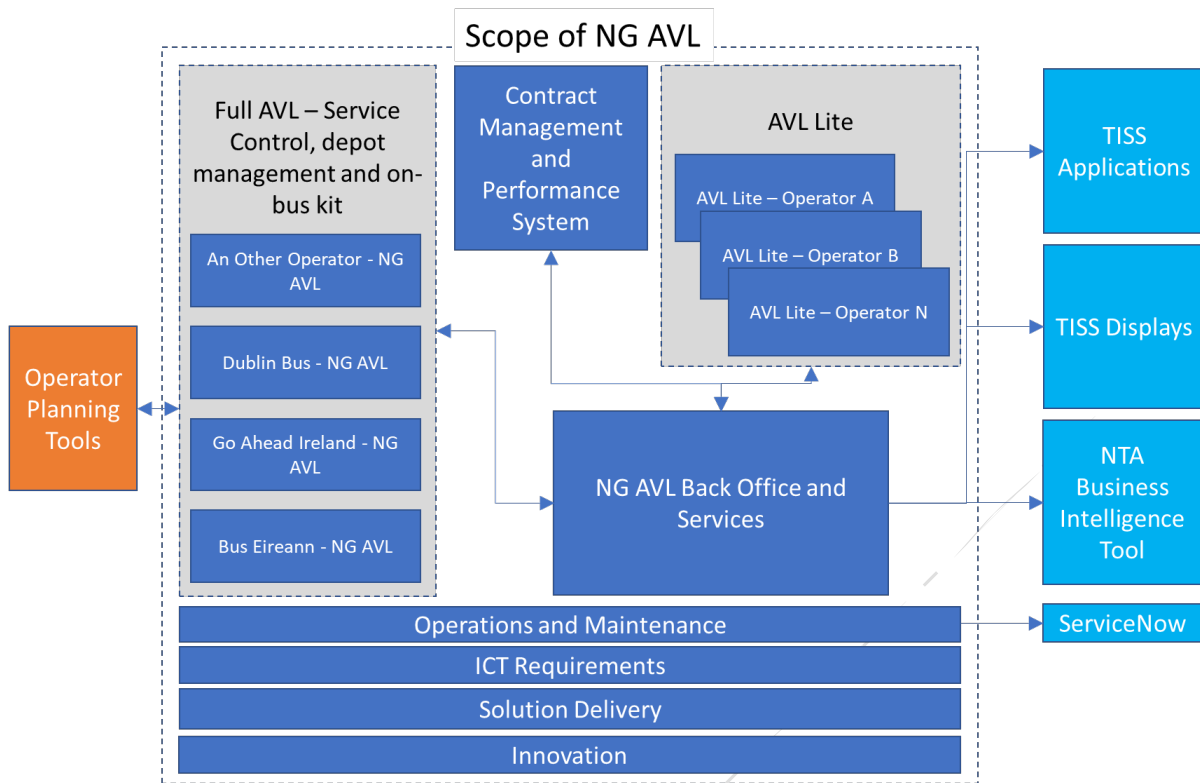 Scope of NG AVL
Full AVL – Service
Control, depot
management and on-
bus kit
An Other Operator - NG
AVL
Dublin Bus - NG AVL
Go Ahead Ireland - NG
AVL
Bus Eireann - NG AVL
Operator
Planning
Tools
Contract
Management
and
Performance
System
AVL Lite
AVL Lite – Operator A
AVL Lite – Operator B
AVL Lite – Operator N
NG AVL Back Office and
Services
TISS
Applications
TISS Displays
NTA
Business
Intelligence
Tool
ServiceNow
Operations and Maintenance
ICT Requirements
Solution Delivery
Innovation